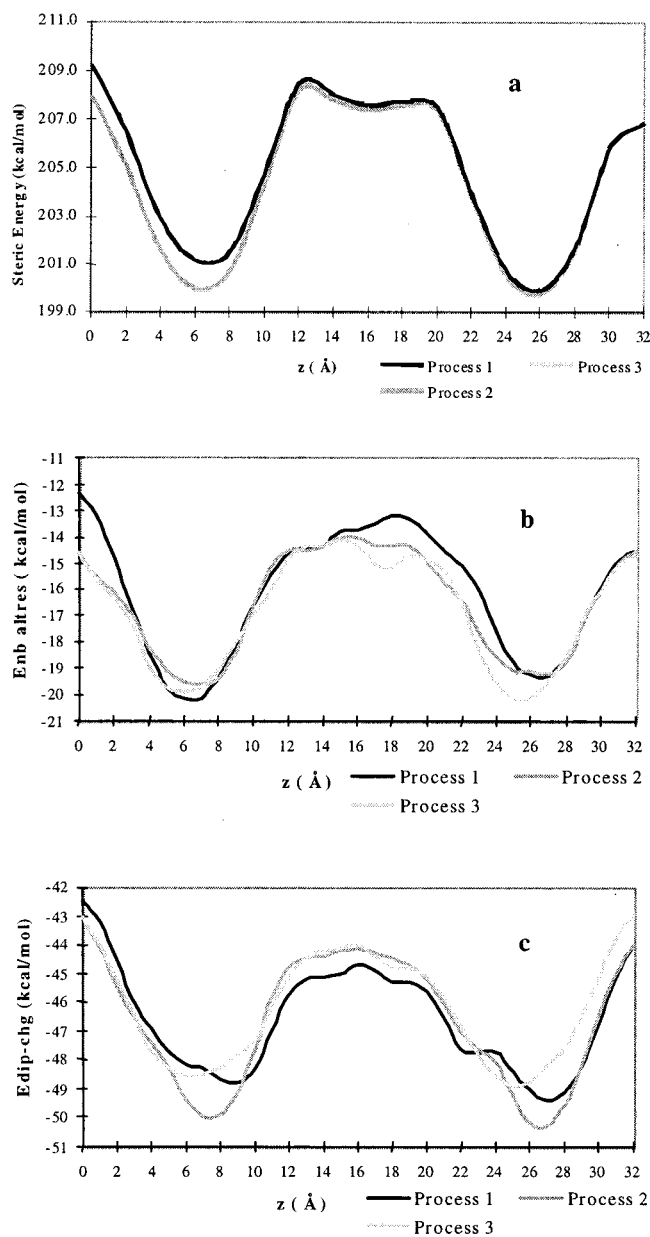 211.0
209.0
207.0
205.0
203.0
201.0
199.0
Steric Energy (kcal/mol)
a
0 2 4 6 8 10 12 14 16 18 20 22 24 26 28 30 32
z ( Å)
Process 1
Process 3
Process 2
-11
-13
-14
-16
-17
-19
-20
-21
Enb altres ( kcal/mol)
b
0 2 4 6 8 10 12 14 16 18 20 22 24 26 28 30 32
z ( Å)
Process 1
Process 2
Process 3
-42
-43
-44
-45
-46
-47
-48
-49
-50
-51
Edip-chg (kcal/mol)
c
0 2 4 6 8 10 12 14 16 18 20 22 24 26 28 30 32
z ( Å)
Process 1
Process 2
Process 3